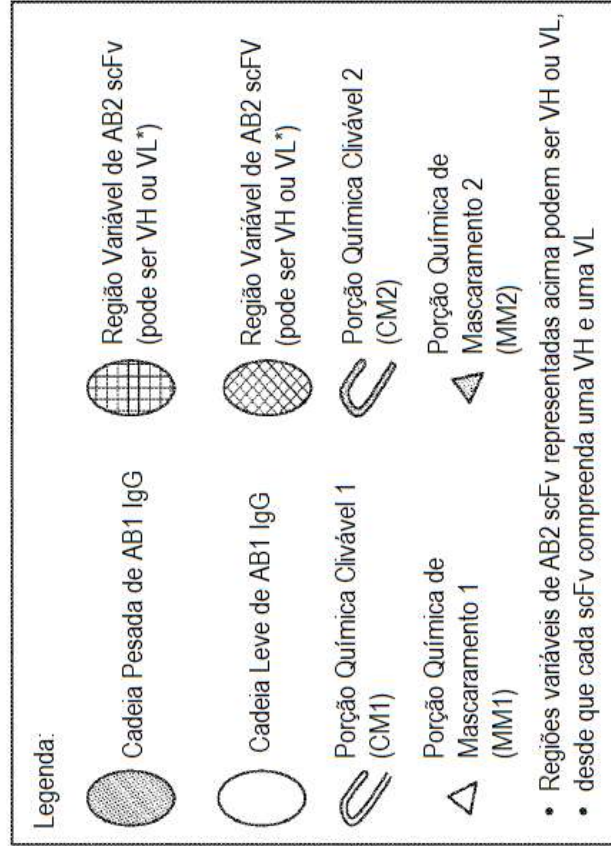 Legenda:
Cadeia Pesada de AB1 IgG
Região Variável de AB2 scFv
(pode ser VH ou VL*)
Cadeia Leve de AB1 IgG
Região Variável de AB2 scFV
(pode ser VH ou VL*)
Porção Química Clivável 1
(CM1)
Porção Química Clivável 2
(CM2)
Porção Química de
Mascaramento 1
(MM1)
Porção Química de
Mascaramento 2
(MM2)
• Regiões variáveis de AB2 scFv representadas acima podem ser VH ou VL,
• desde que cada scFv compreenda uma VH e uma VL